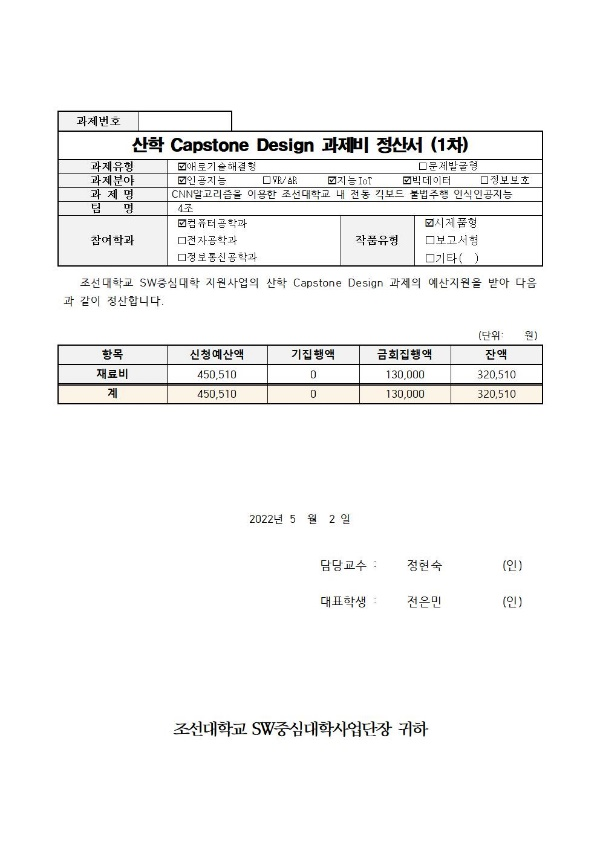 과제번호
산학 Capstone Design 과제비 정산서 (1차)
과제유형 ☑애로기술해결형 □문제발굴형
과제분야 ☑인공지능 □VR/AR ☑지능IoT ☑빅데이터 □정보보호
과 제 명 CNN알고리즘을 이용한 조선대학교 내 전동 킥보드 불법주행 인식인공지능
팀 명 4조
참여학과 ☑컴퓨터공학과 □전자공학과 □정보통신공학과 작품유형 ☑시제품형 □보고서형 □기타( )
조선대학교 SW중심대학 지원사업의 산학 Capstone Design 과제의 예산지원을 받아 다음
과 같이 정산합니다.
(단위: 원)
항목 신청예산액 기집행액 금회집행액 잔액
재료비 450,510 0 130,000 320,510
계 450,510 0 130,000 320,510
2022년 5 월 2 일
담당교수 : 정현숙 (인)
대표학생 : 전은민 (인)
조선대학교 SW중심대학사업단장 귀하